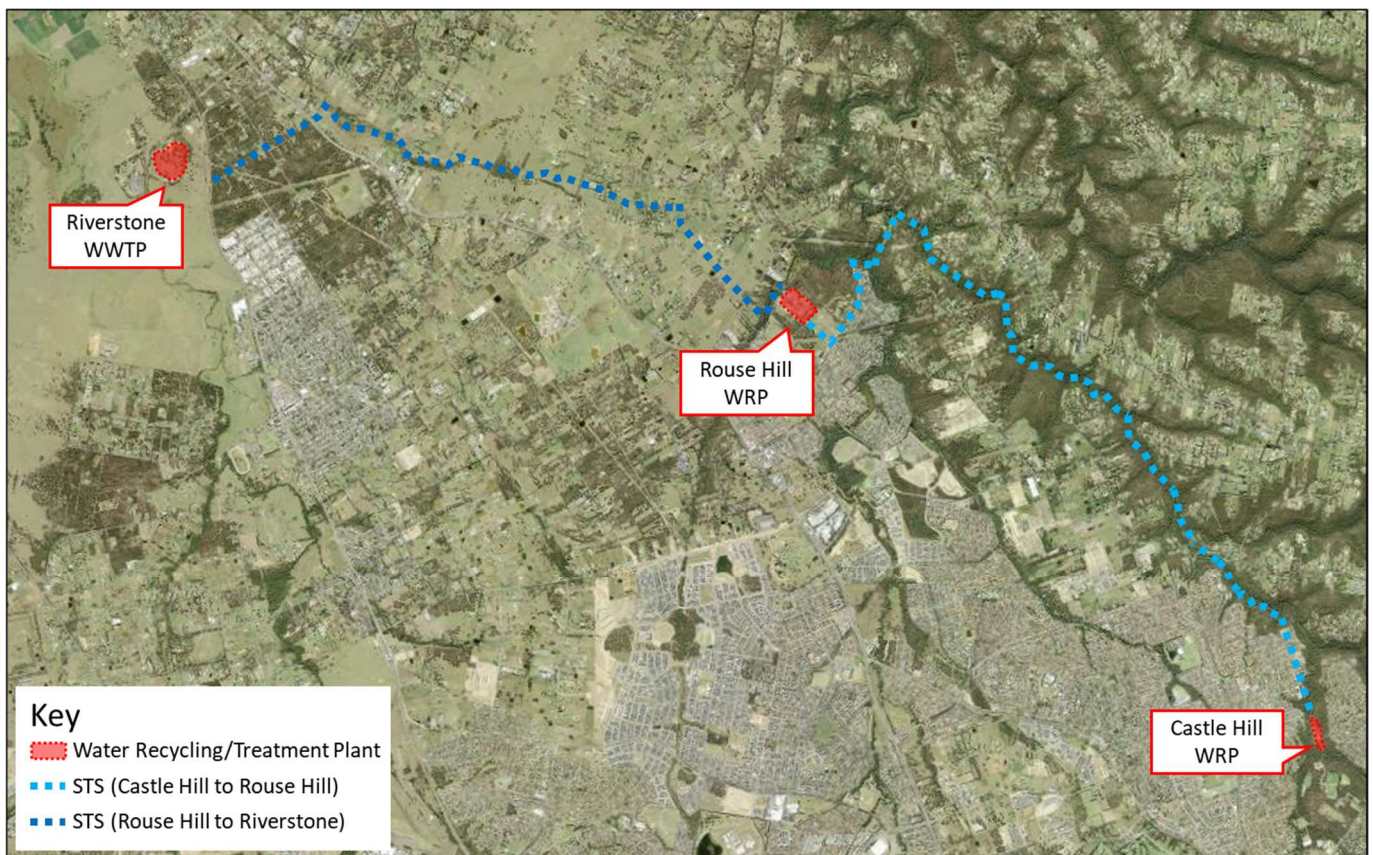 Riverstone
WWTP
Rouse Hill
WRP
Castle Hill
WRP
Key
Water Recycling/Treatment Plant
STS (Castle Hill to Rouse Hill)
STS (Rouse Hill to Riverstone)